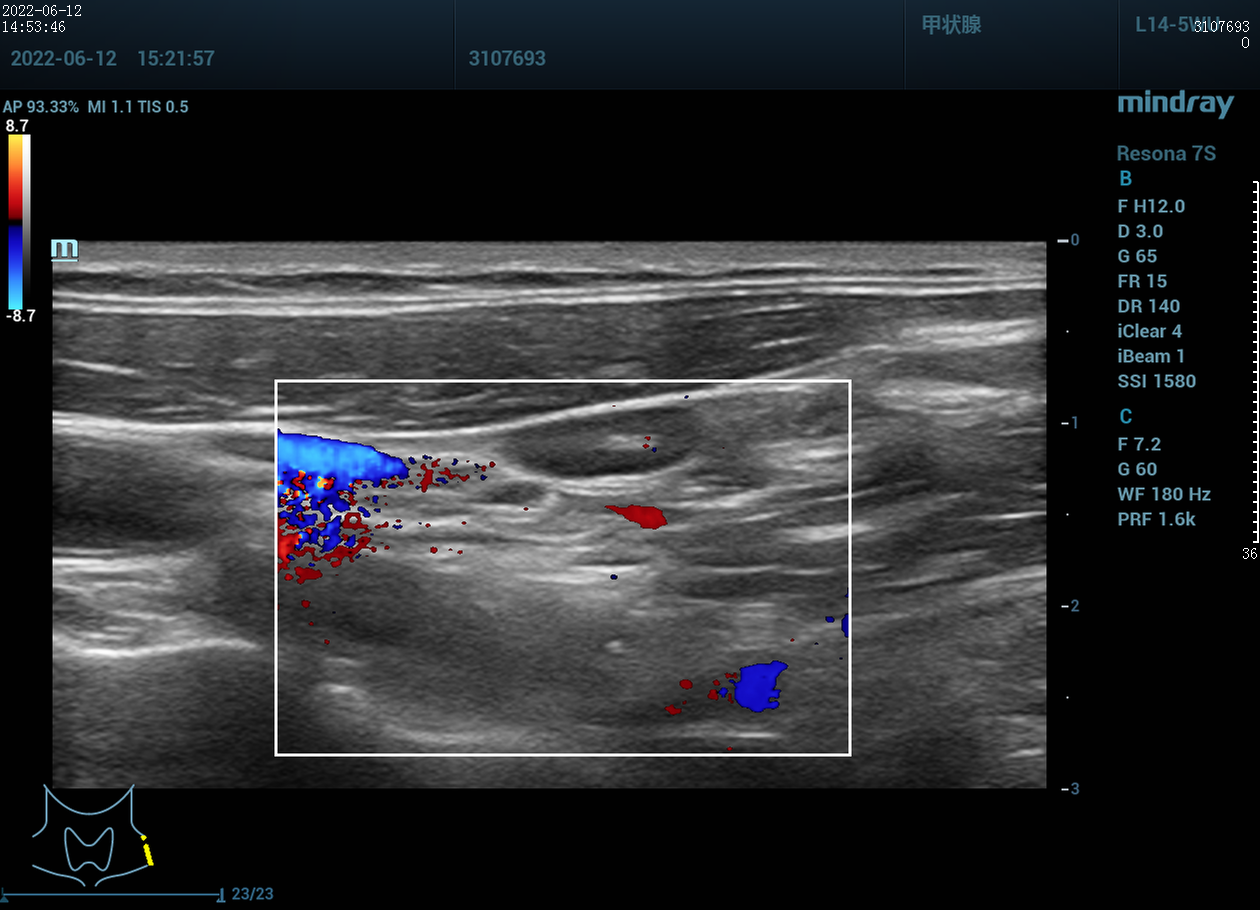 2022-06-12
14:53:46
2022-06-12 15:21:57
3107693
甲状腺
L14-5W
3107693
0
AP 93.33% MI 1.1 TIS 0.5
8.7
-8.7
m
mindray
Resona 7S
B
F H12.0
D 3.0
G 65
FR 15
DR 140
iClear 4
iBeam 1
SSI 1580
C
F 7.2
G 60
WF 180 Hz
PRF 1.6k
0
1
2
3
36
23/23